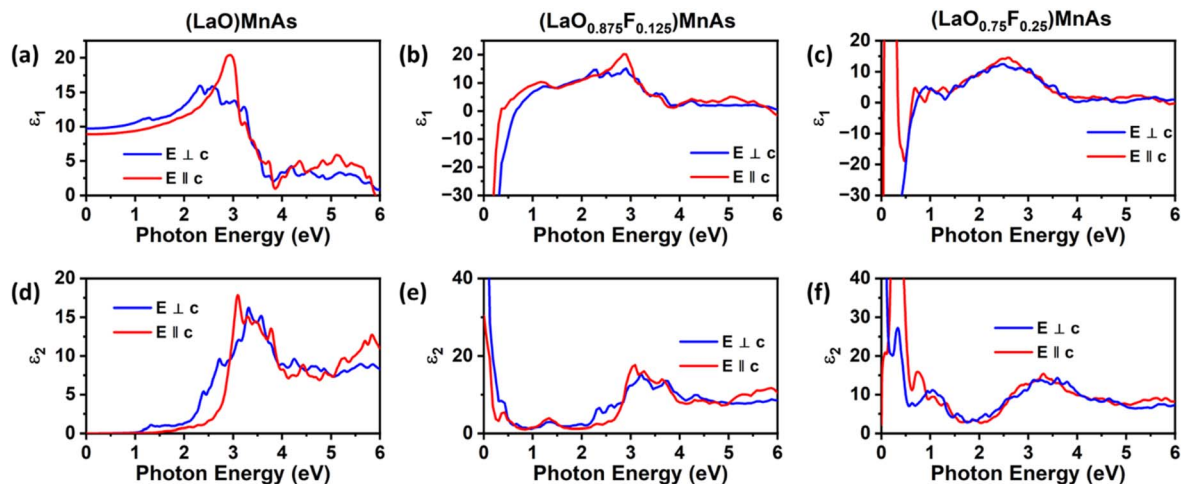 (LaO)MnAs
(LaO0.875F0.125)MnAs
(LaO0.75F0.25)MnAs
(a)
20
15
10
5
0
ε1
E ⊥ c
E ∥ c
0 1 2 3 4 5 6
Photon Energy (eV)
(b)
30
20
10
0
−10
−20
−30
ε1
E ⊥ c
E ∥ c
0 1 2 3 4 5 6
Photon Energy (eV)
(c)
20
10
0
−10
−20
−30
ε1
E ⊥ c
E ∥ c
0 1 2 3 4 5 6
Photon Energy (eV)
(d)
20
15
10
5
0
ε2
E ⊥ c
E ∥ c
0 1 2 3 4 5 6
Photon Energy (eV)
(e)
40
20
0
ε2
E ⊥ c
E ∥ c
0 1 2 3 4 5 6
Photon Energy (eV)
(f)
40
30
20
10
0
ε2
E ⊥ c
E ∥ c
0 1 2 3 4 5 6
Photon Energy (eV)